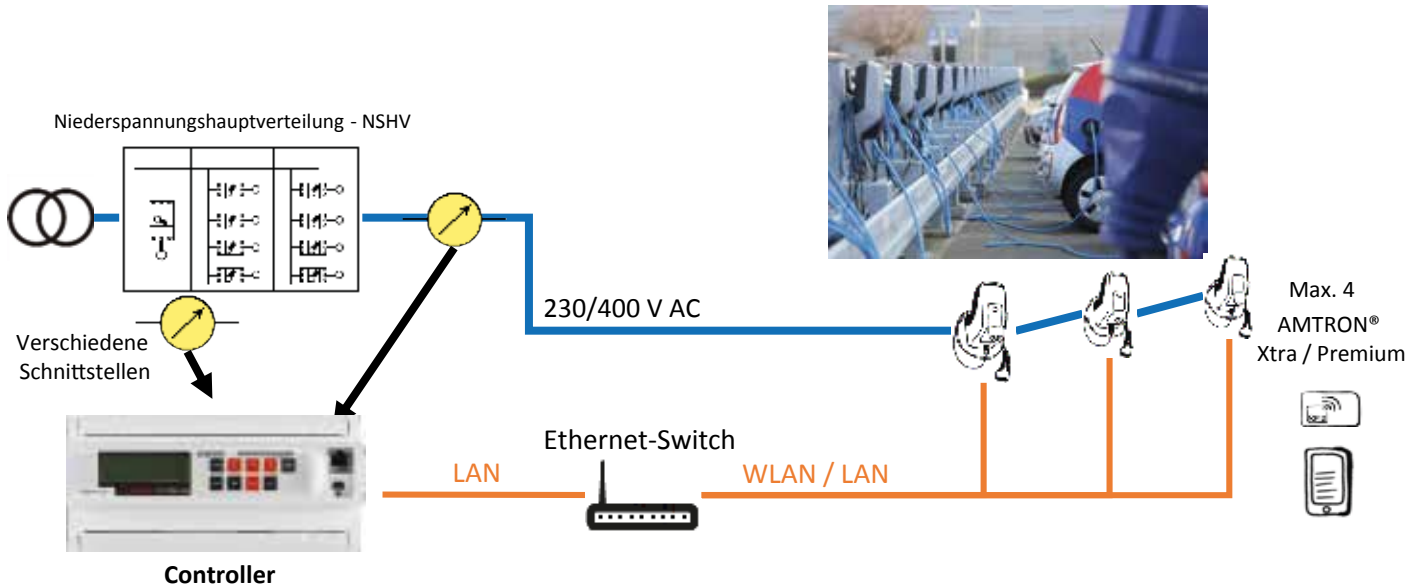 Niederspannungshauptverteilung - NSHV
230/400 V AC
Verschiedene
Schnittstellen
Max. 4
AMTRON®
Xtra / Premium
Ethernet-Switch
LAN
WLAN / LAN
Controller